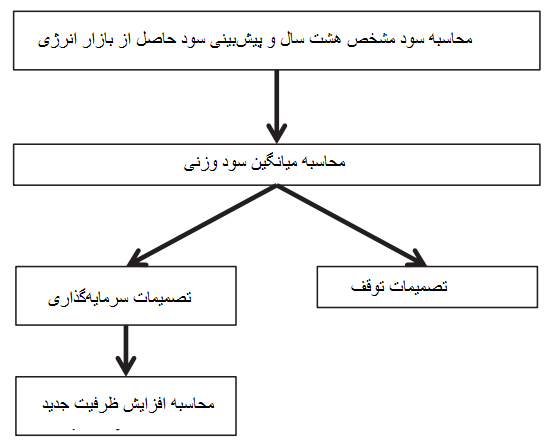 محاسبه سود مشخص هشت سال و پیش‌بینی سود حاصل از بازار انرژی
محاسبه میانگین سود وزنی
تصمیمات توقف
تصمیمات سرمایه‌گذاری
محاسبه افزایش ظرفیت جدید